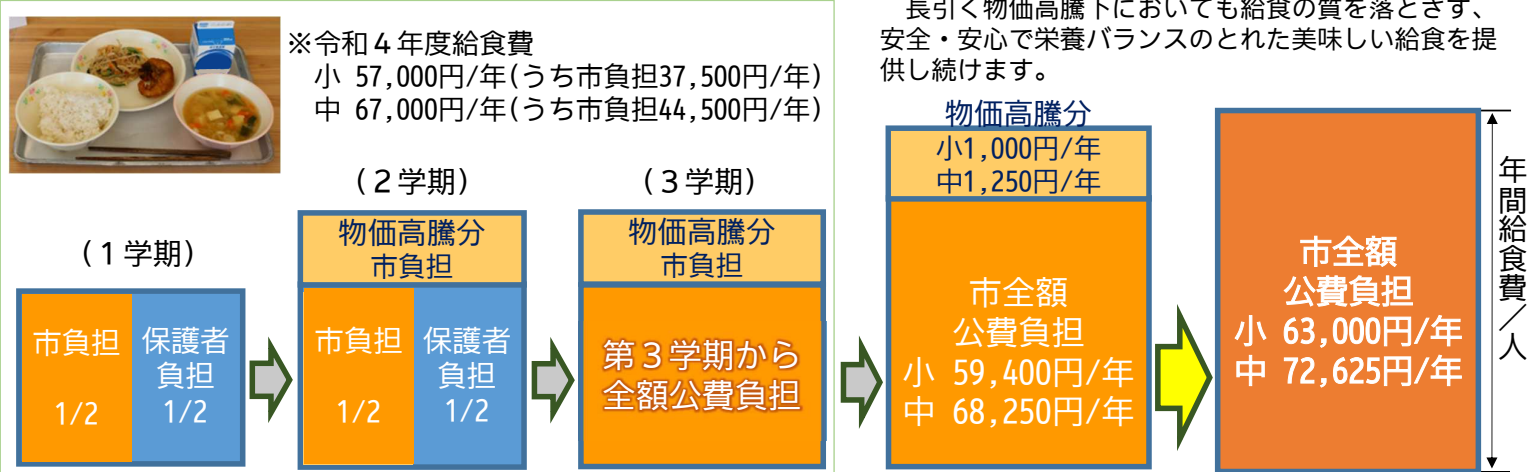 ※令和４年度給食費
小 57,000円/年(うち市負担37,500円/年)
中 67,000円/年(うち市負担44,500円/年)
長引く物価高騰下においても給食の質を落とさず、
安全・安心で栄養バランスのとれた美味しい給食を提
供し続けます。
(１学期)
市負担
1/2
保護者
負担
1/2
(２学期)
物価高騰分
市負担
市負担
1/2
保護者
負担
1/2
(３学期)
物価高騰分
市負担
第３学期から
全額公費負担
物価高騰分
小1,000円/年
中1,250円/年
市全額
公費負担
小 59,400円/年
中 68,250円/年
市全額
公費負担
小 63,000円/年
中 72,625円/年
年間給食費／人